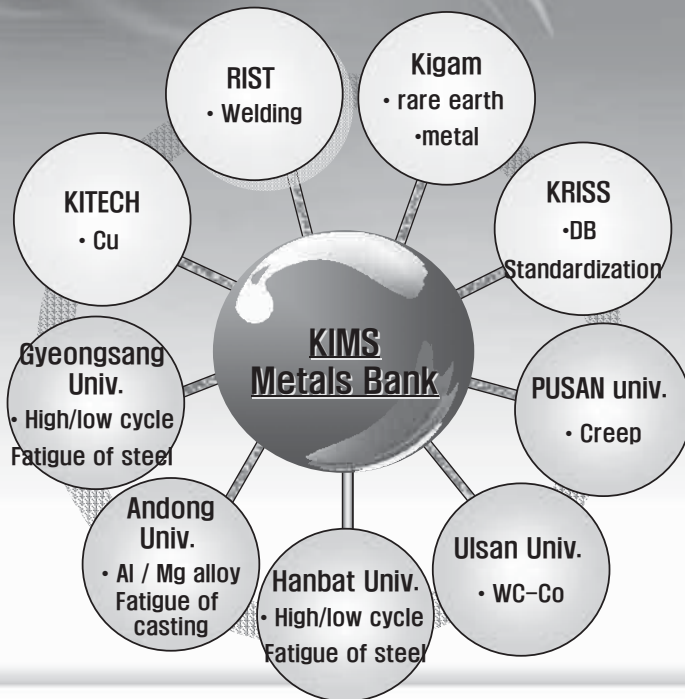 RIST
• Welding
Kigam
• rare earth
•metal
KRISS
•DB
Standardization
PUSAN univ.
• Creep
Ulsan Univ.
• WC-Co
Hanbat Univ.
• High/low cycle
Fatigue of steel
Andong
Univ.
• Al / Mg alloy
Fatigue of
casting
Gyeongsang
Univ.
• High/low cycle
Fatigue of steel
KITECH
• Cu
KIMS
Metals Bank